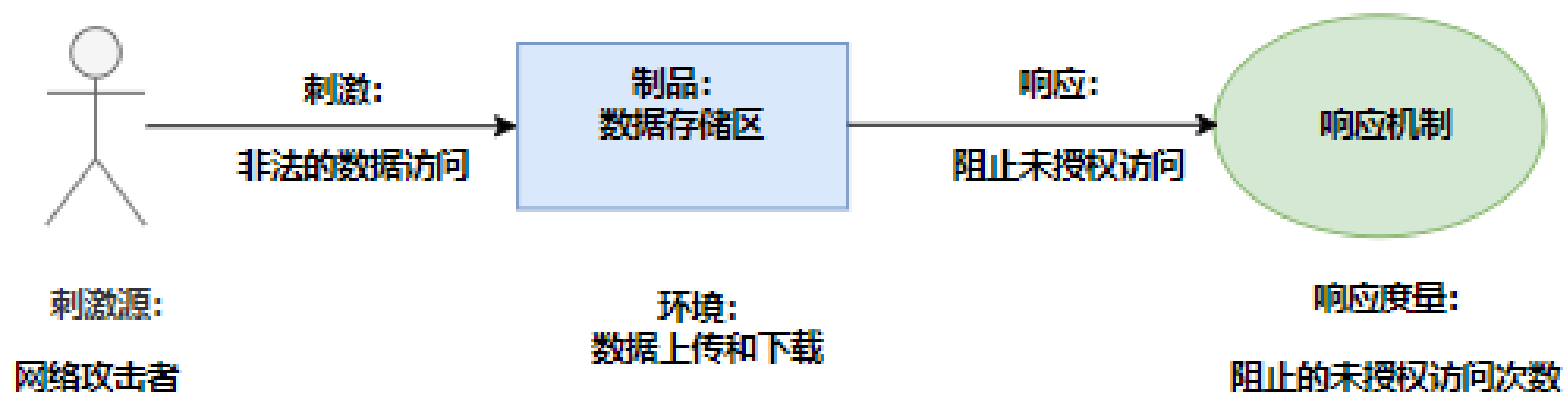 刺激:
非法的数据访问
制品:
数据存储区
响应:
阻止未授权访问
响应机制
刺激源:
网络攻击者
环境:
数据上传和下载
响应度量:
阻止的未授权访问次数